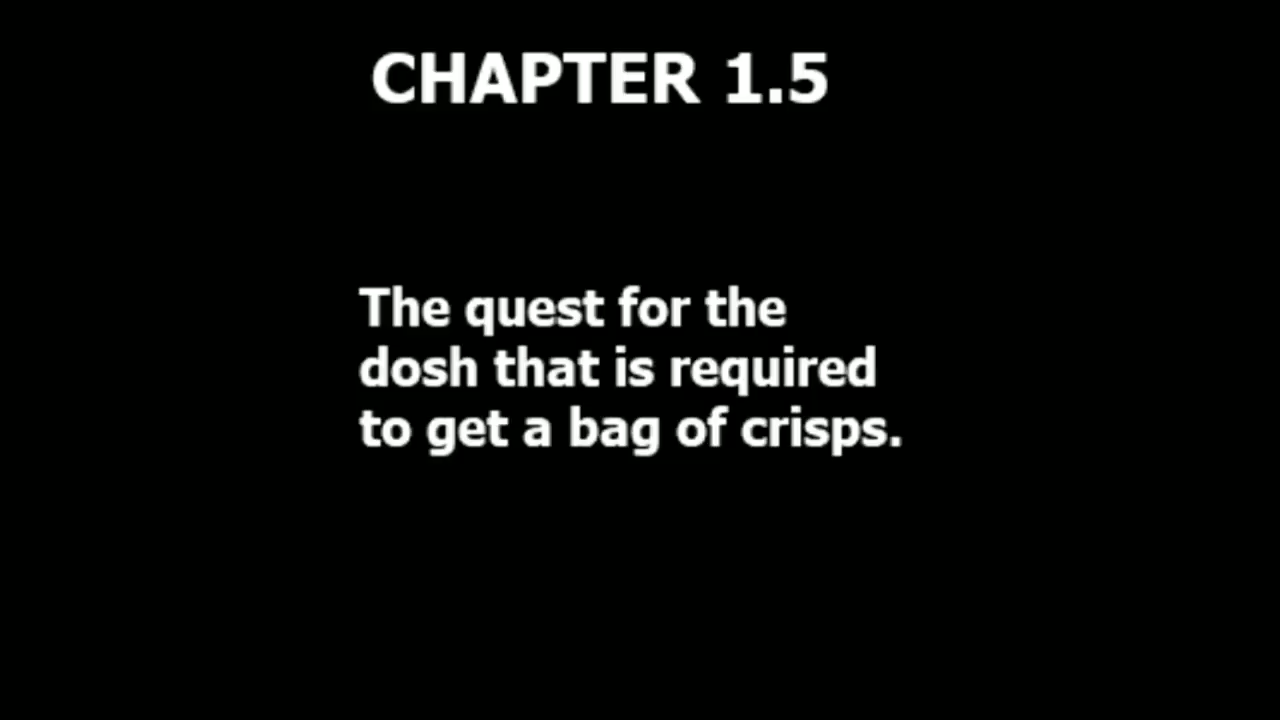 CHAPTER 1.5
The quest for the
dosh that is required
to get a bag of crisps.